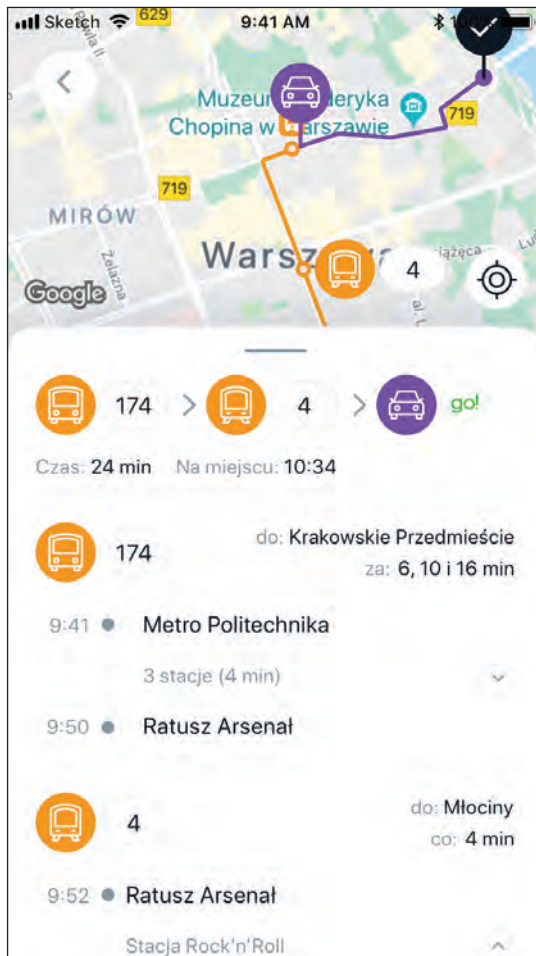 Sketch 629 9:41 AM
Muzeum
Chopina w Warszawie
719
719
MIRÓW
Żelazna
4
Google
174 > 4 > go!
Czas: 24 min Na miejscu: 10:34
174 do: Krakowskie Przedmieście
za: 6, 10 i 16 min
9:41 Metro Politechnika
3 stacje (4 min)
9:50 Ratusz Arsenał
4 do: Młociny
co: 4 min
9:52 Ratusz Arsenał
Stacja Rock'n'Roll